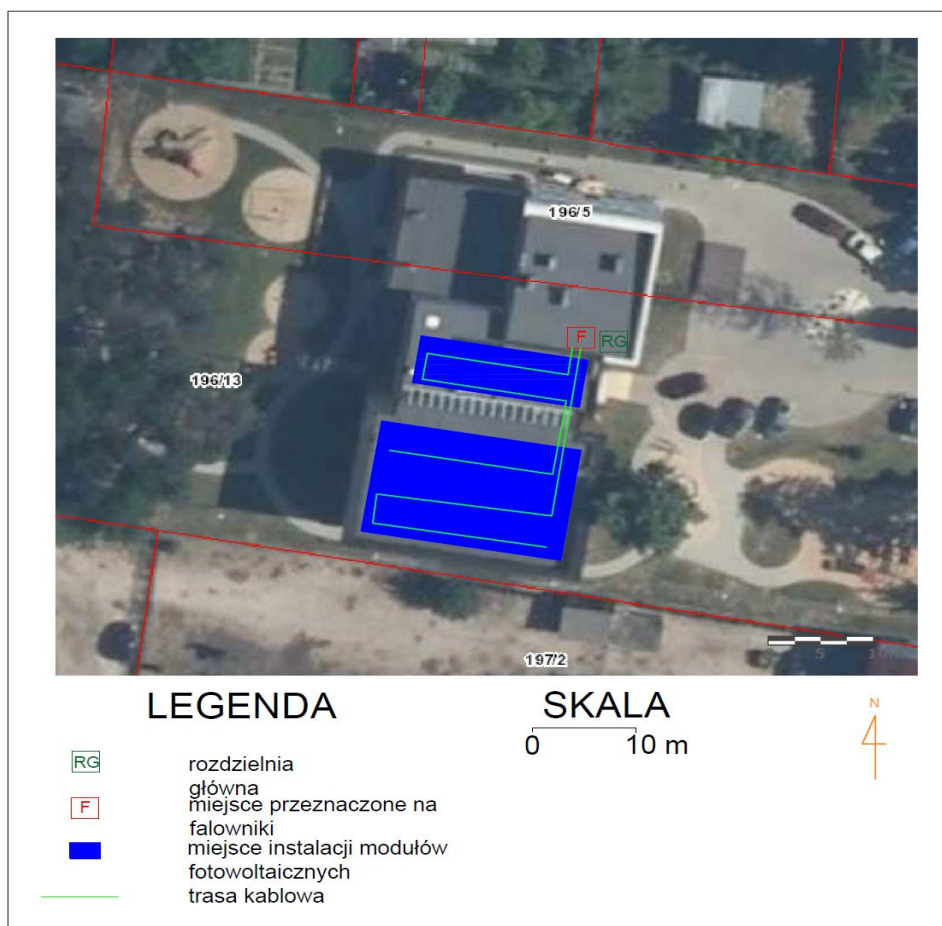 196/5
F
RG
196/13
5
197/2
LEGENDA
SKALA
N
0
10 m
RG
rozdzielnia
główna
F
miejsce przeznaczone na
falowniki
miejsce instalacji modułów
fotowoltaicznych
trasa kablowa